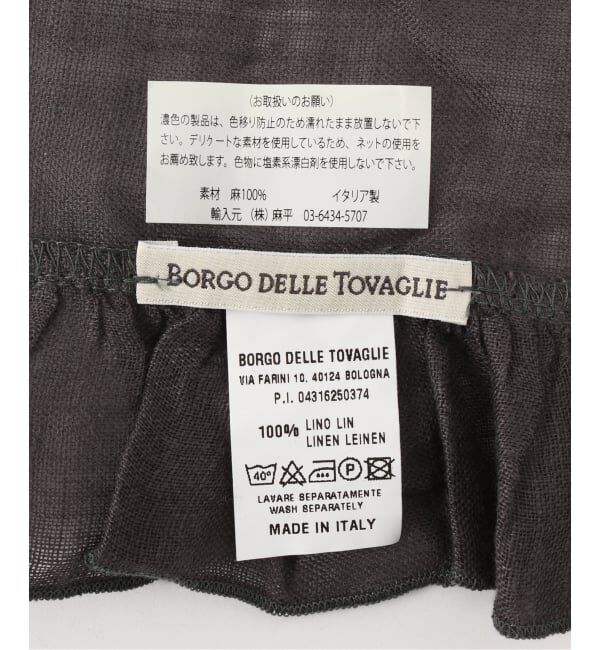 （お取扱いのお願い）
濃色の製品は、色移り防止のため濡れたまま放置しないで下
さい。デリケートな素材を使用しているため、ネットの使用を
お薦め致します。色物に塩素系漂白剤を使用しないで下さい。
素材 麻100% イタリア製
輸入元 （株）麻平 03-6434-5707
BORGO DELLE TOVAGLIE
BORGO DELLE TOVAGLIE
VIA FARINI 10, 40124 BOLOGNA
P.I. 04316250374
100% LINO LIN
LINEN LEINEN
40° P
LAVARE SEPARATAMENTE
WASH SEPARATELY
MADE IN ITALY